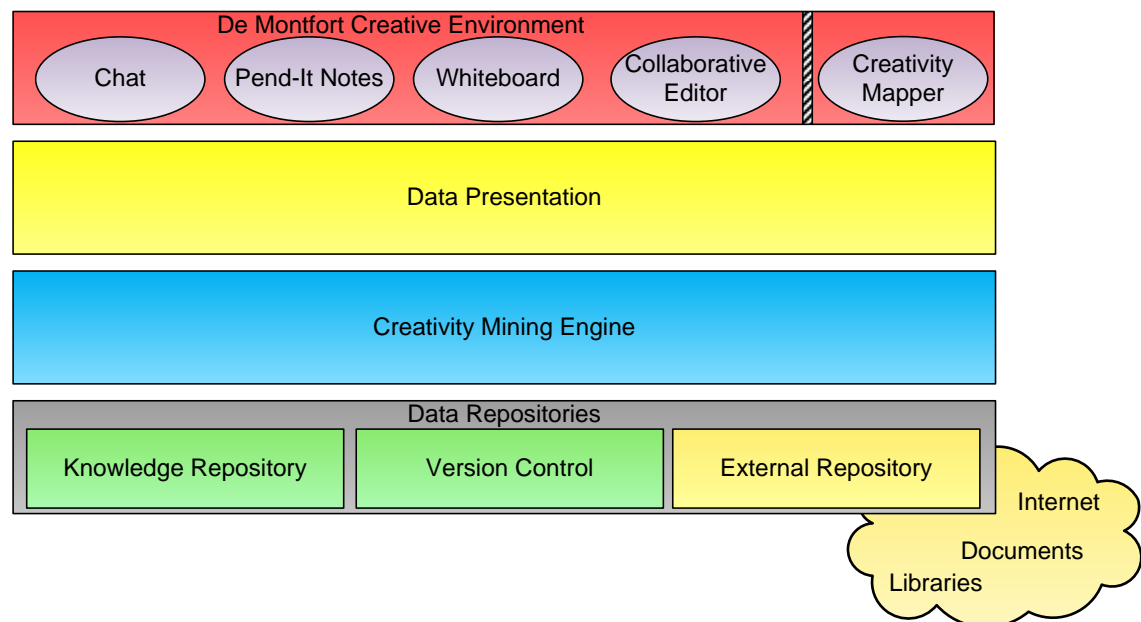 De Montfort Creative Environment
Chat
Pend-It Notes
Whiteboard
Collaborative
Editor
Creativity
Mapper
Data Presentation
Creativity Mining Engine
Data Repositories
Knowledge Repository
Version Control
External Repository
Internet
Documents
Libraries